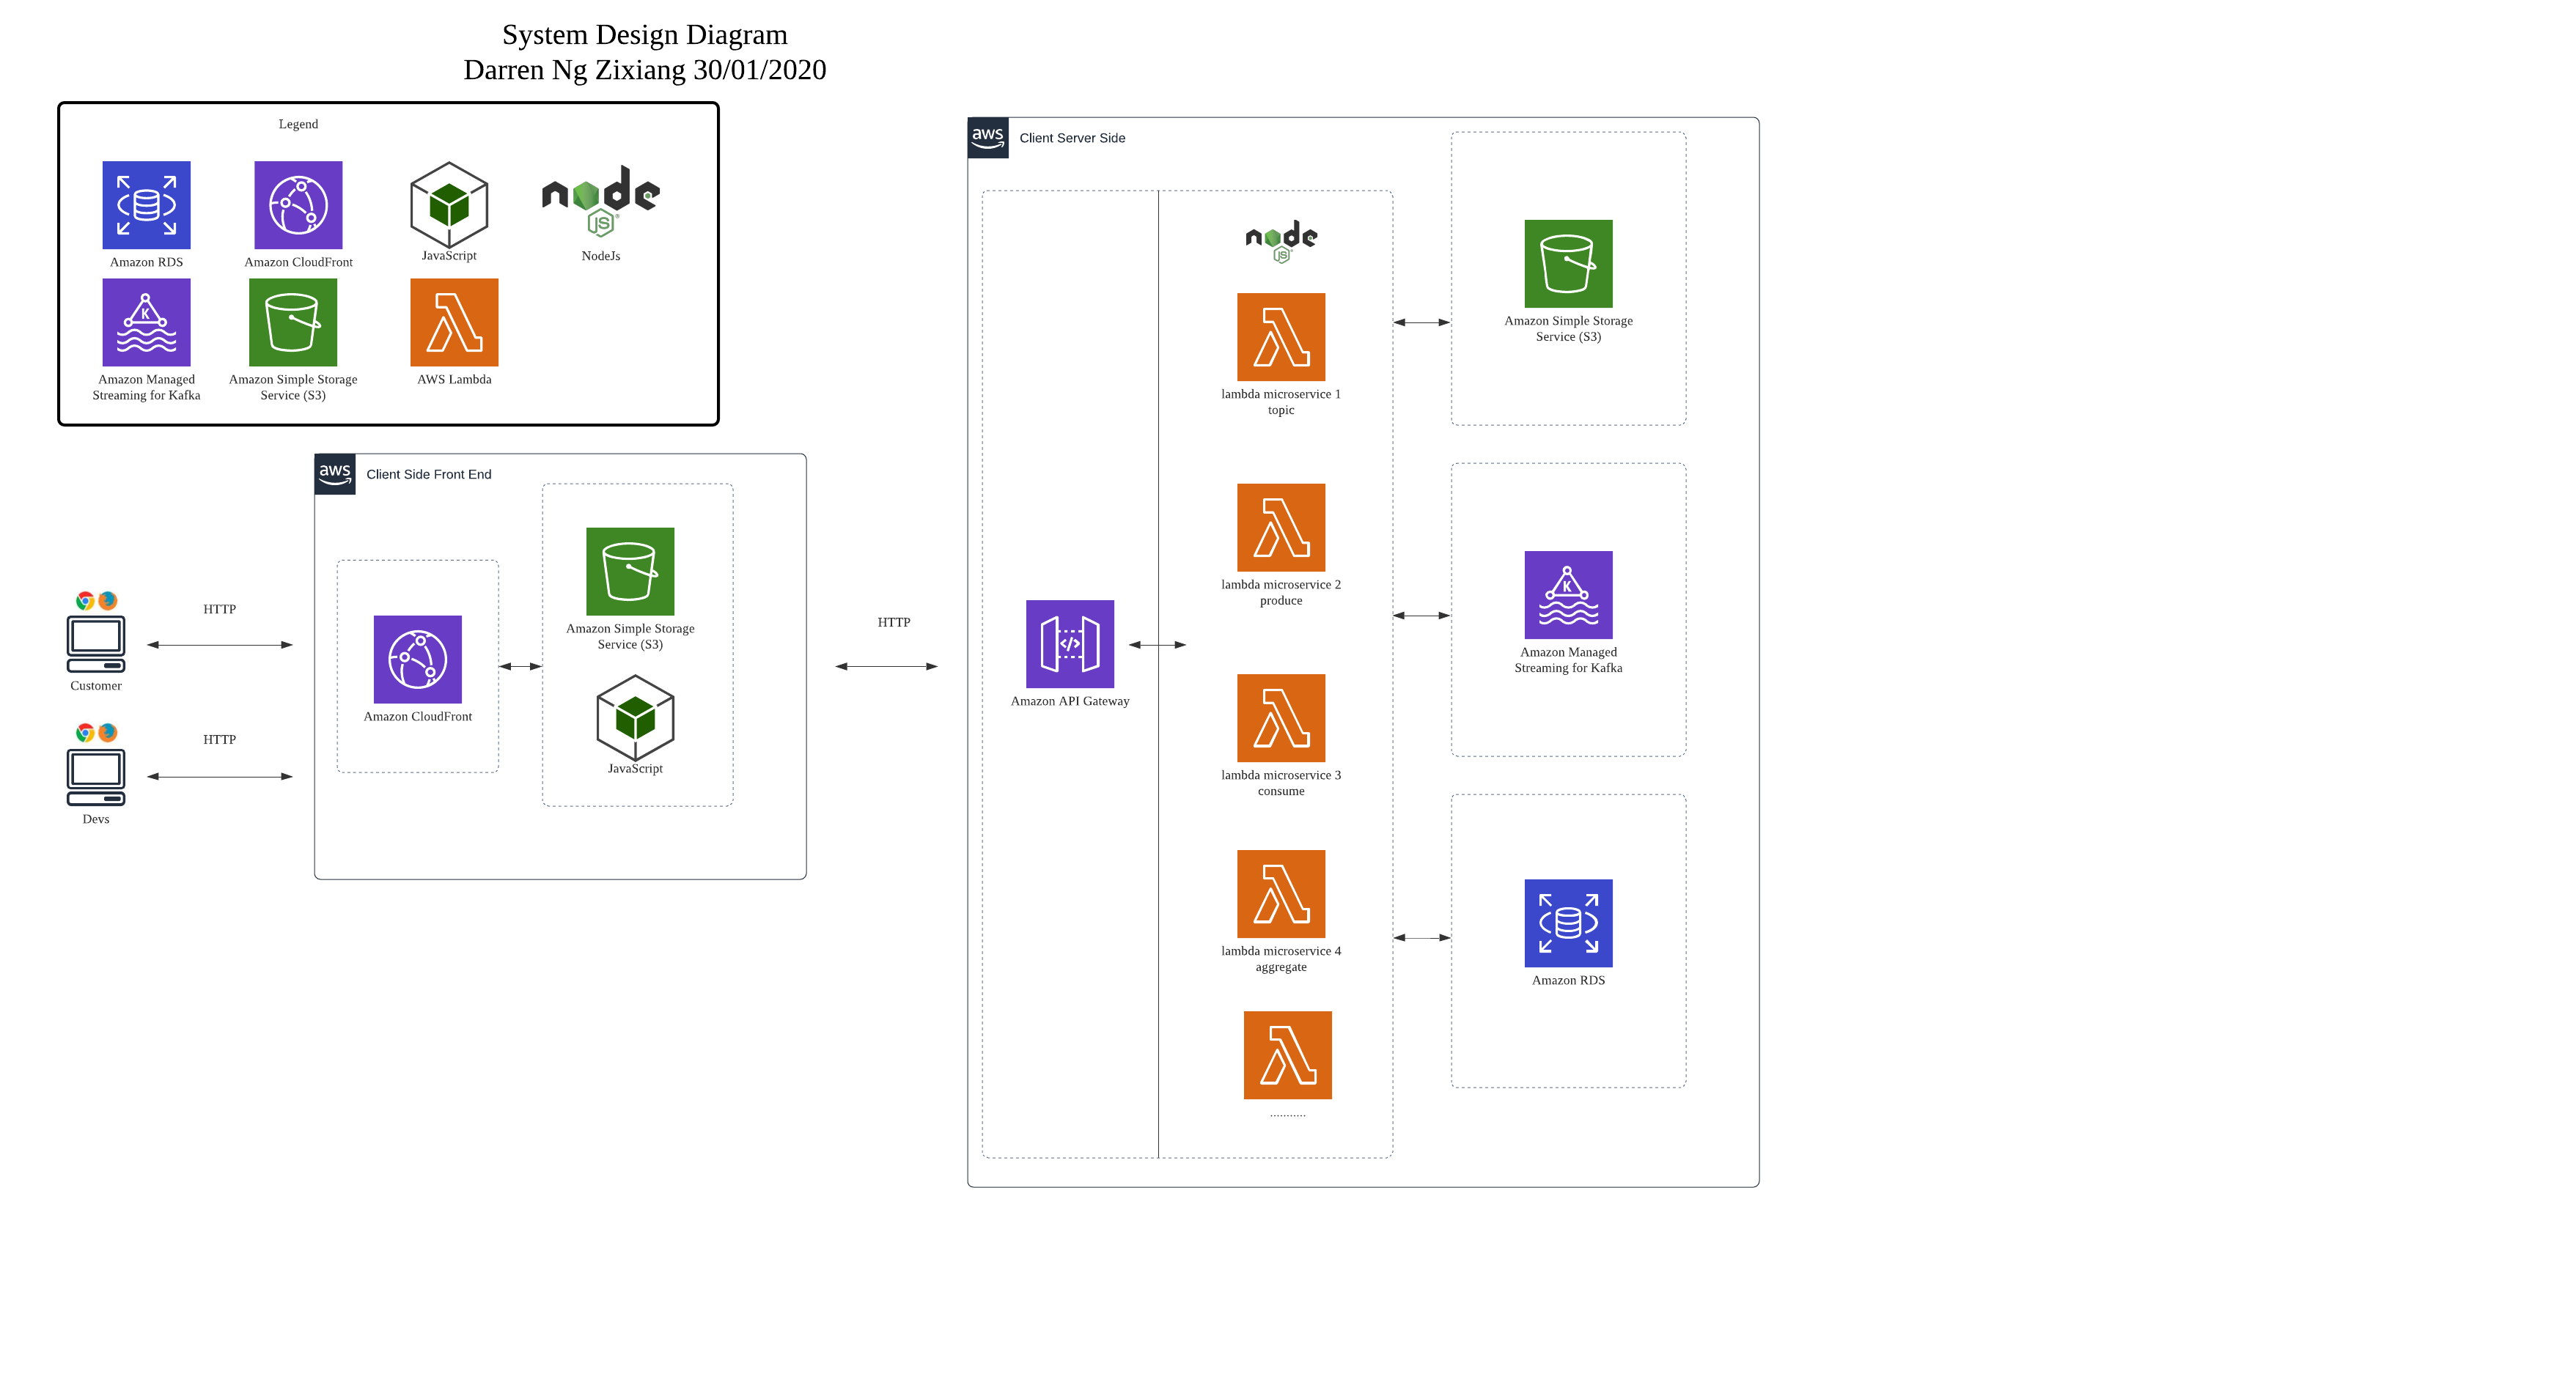 System Design Diagram
Darren Ng Zixiang 30/01/2020
Legend
node
JS
Amazon RDS
Amazon CloudFront
JavaScript
NodeJs
K
Amazon Managed
Streaming for Kafka
Amazon Simple Storage
Service (S3)
AWS Lambda
aws
Client Side Front End
Customer
HTTP
Devs
HTTP
Amazon CloudFront
Amazon Simple Storage
Service (S3)
JavaScript
HTTP
aws
Client Server Side
</>
Amazon API Gateway
node
JS
lambda microservice 1
topic
lambda microservice 2
produce
lambda microservice 3
consume
lambda microservice 4
aggregate
...........
Amazon Simple Storage
Service (S3)
K
Amazon Managed
Streaming for Kafka
Amazon RDS